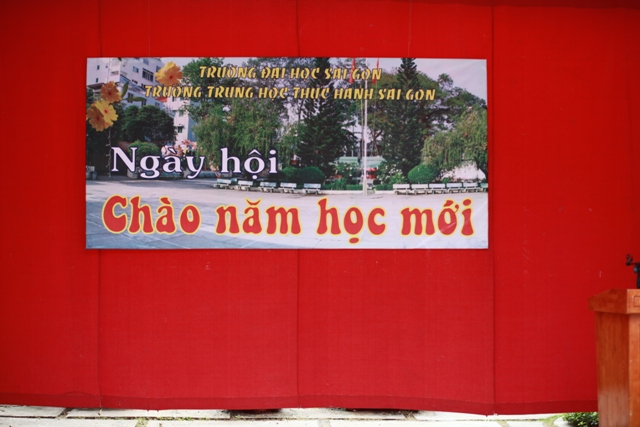 TRƯỜNG ĐẠI HỌC SÀI GÒN
TRƯỜNG TRUNG HỌC THỰC HÀNH SÀI GÒN
Ngày hội
Chào năm học mới